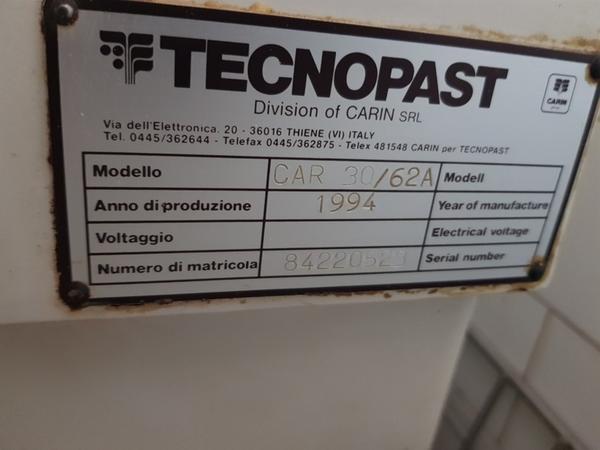 TECNOPAST
Division of CARIN SRL
CARIN
Via dell'Elettronica. 20 - 36016 THIENE (VI) ITALY
Tel. 0445/362644 - Telefax 0445/362875 - Telex 481548 CARIN per TECNOPAST
Modello CAR 30/62A Modell
Anno di produzione 1994 Year of manufacture
Voltaggio Electrical voltage
Numero di matricola Serial number